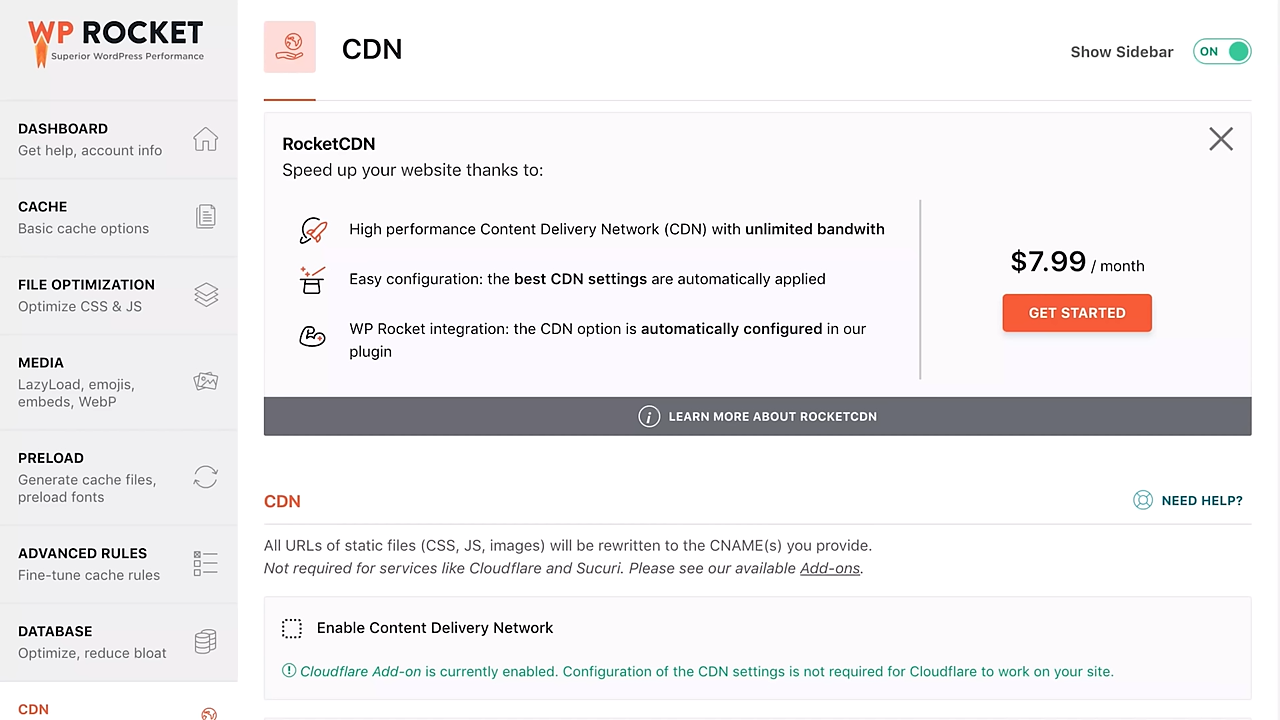 WP ROCKET
Superior WordPress Performance
DASHBOARD
Get help, account info
CACHE
Basic cache options
FILE OPTIMIZATION
Optimize CSS & JS
MEDIA
LazyLoad, emojis,
embeds, WebP
PRELOAD
Generate cache files,
preload fonts
ADVANCED RULES
Fine-tune cache rules
DATABASE
Optimize, reduce bloat
CDN
CDN
Show Sidebar
ON
RocketCDN
Speed up your website thanks to:
High performance Content Delivery Network (CDN) with unlimited bandwith
Easy configuration: the best CDN settings are automatically applied
WP Rocket integration: the CDN option is automatically configured in our
plugin
$7.99 / month
GET STARTED
LEARN MORE ABOUT ROCKETCDN
CDN
NEED HELP?
All URLs of static files (CSS, JS, images) will be rewritten to the CNAME(s) you provide.
Not required for services like Cloudflare and Sucuri. Please see our available Add-ons.
Enable Content Delivery Network
Cloudflare Add-on is currently enabled. Configuration of the CDN settings is not required for Cloudflare to work on your site.